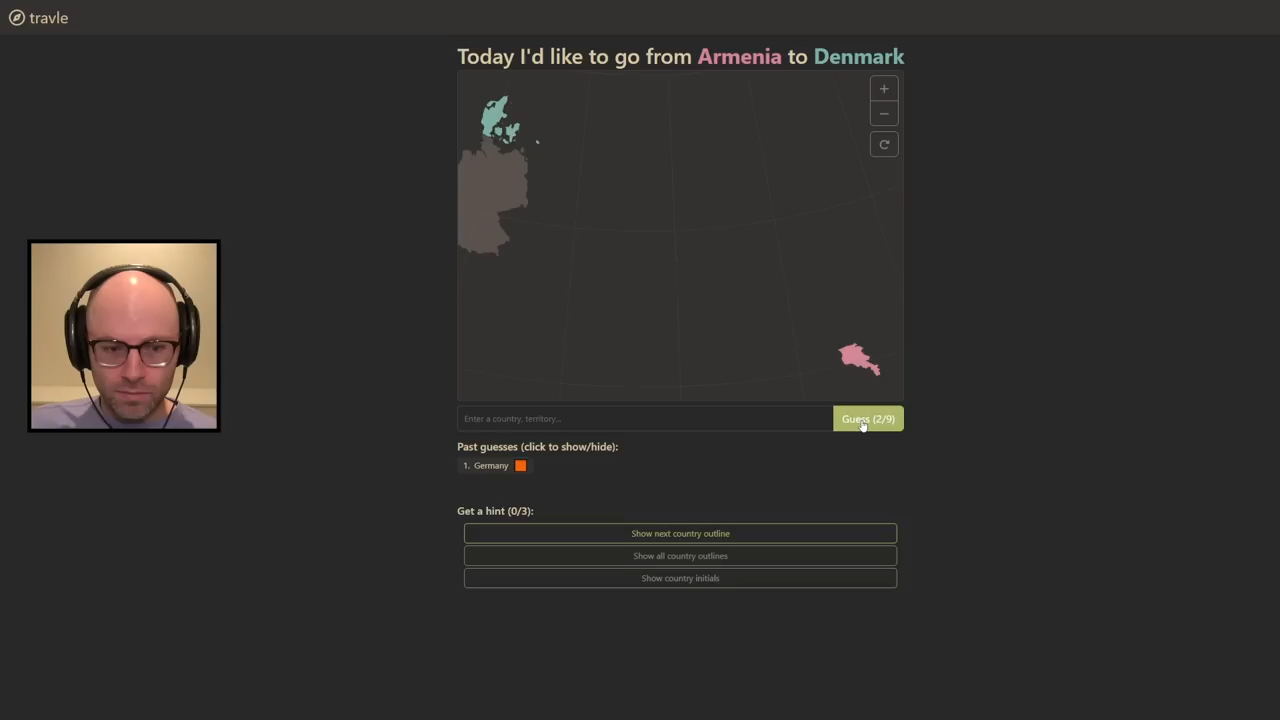 travle
Today I'd like to go from Armenia to Denmark
+
−
Enter a country, territory...
Guess (2/9)
Past guesses (click to show/hide):
1. Germany
Get a hint (0/3):
Show next country outline
Show all country outlines
Show country initials